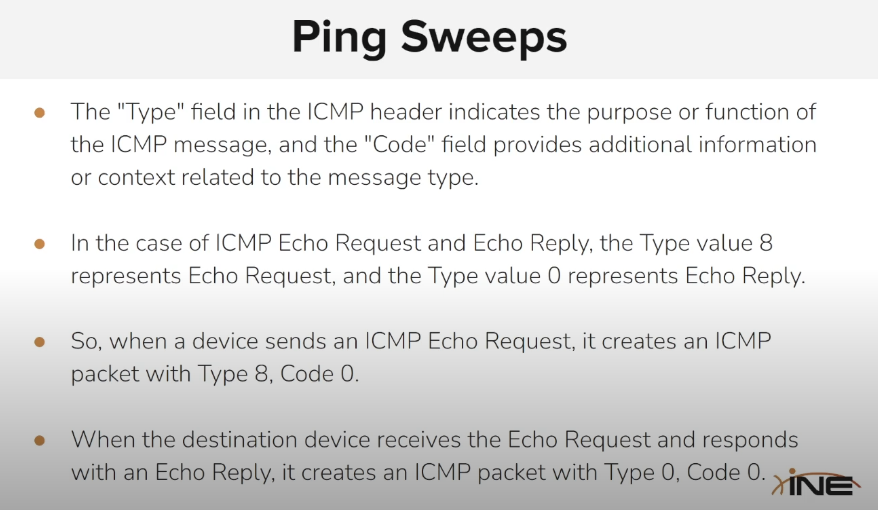 Ping Sweeps
● The "Type" field in the ICMP header indicates the purpose or function of
the ICMP message, and the "Code" field provides additional information
or context related to the message type.
● In the case of ICMP Echo Request and Echo Reply, the Type value 8
represents Echo Request, and the Type value 0 represents Echo Reply.
● So, when a device sends an ICMP Echo Request, it creates an ICMP
packet with Type 8, Code 0.
● When the destination device receives the Echo Request and responds
with an Echo Reply, it creates an ICMP packet with Type 0, Code 0.
INE